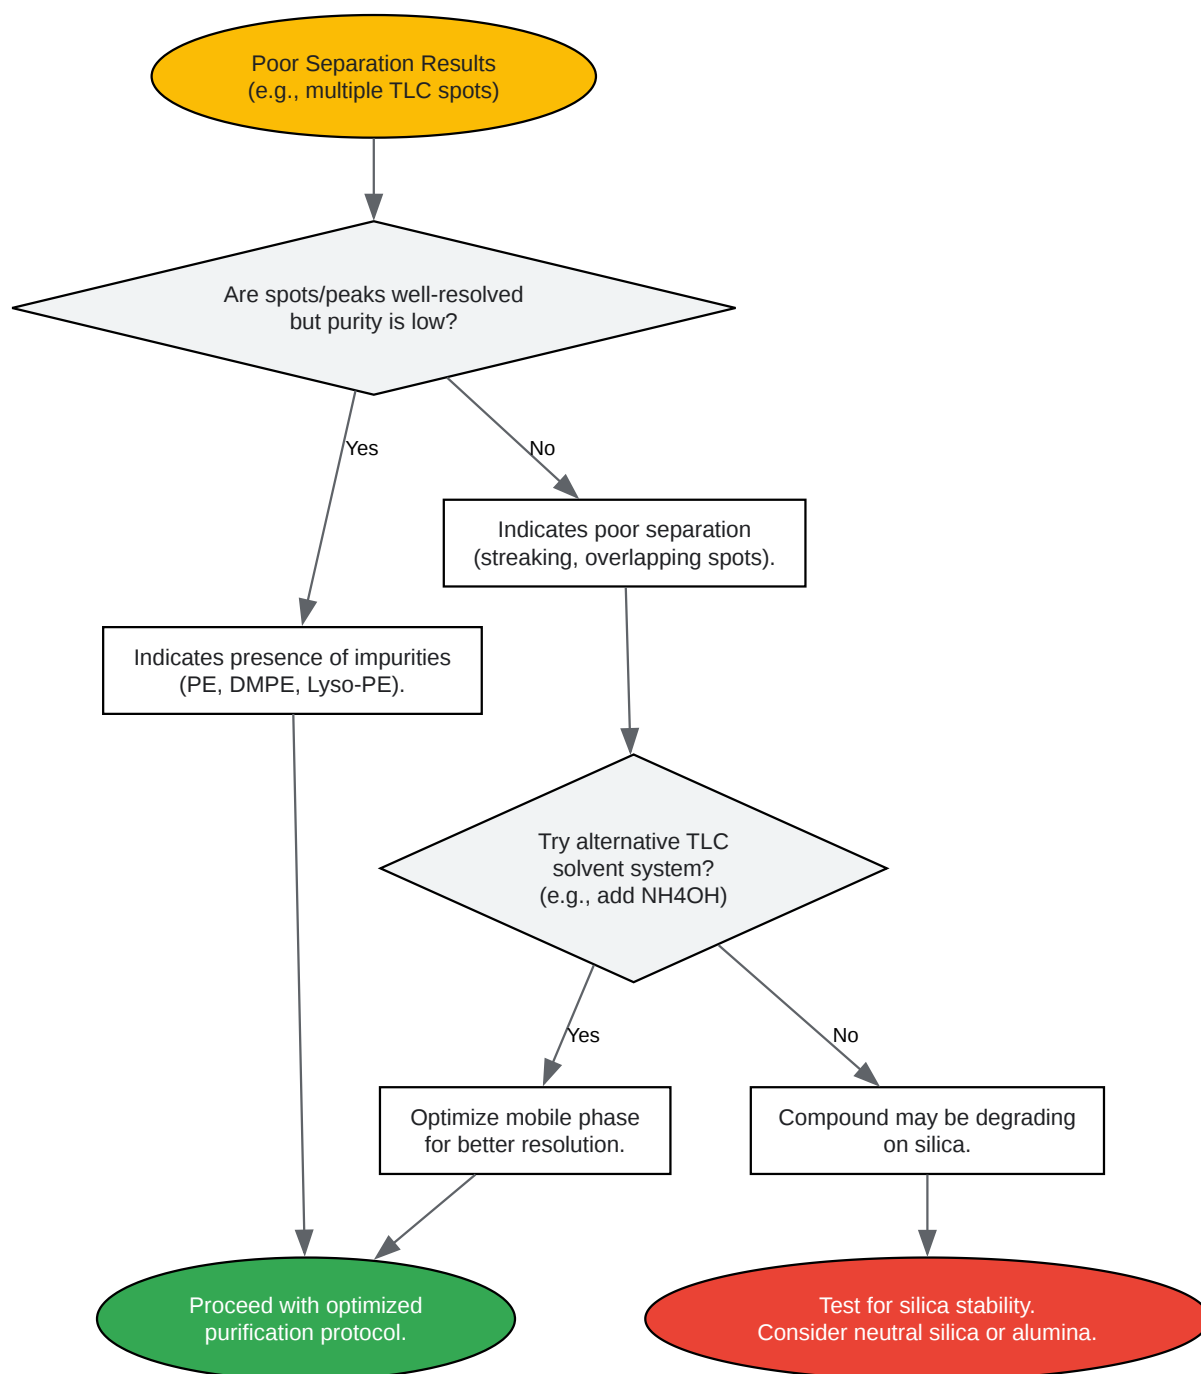 Poor Separation Results
(e.g., multiple TLC spots)
Are spots/peaks well-resolved
but purity is low?
Yes
No
Indicates poor separation
(streaking, overlapping spots).
Indicates presence of impurities
(PE, DMPE, Lyso-PE).
Try alternative TLC
solvent system?
(e.g., add NH4OH)
Yes
No
Optimize mobile phase
for better resolution.
Compound may be degrading
on silica.
Proceed with optimized
purification protocol.
Test for silica stability.
Consider neutral silica or alumina.